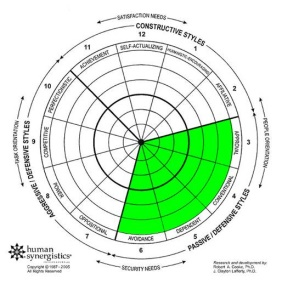 SATISFACTION NEEDS
CONSTRUCTIVE STYLES
11
12
1
ACHIEVEMENT
SELF-ACTUALIZING
HUMANISTIC-ENCOURAGING
10
2
PERFECTIONISTIC
AFFILIATIVE
TASK ORIENTATION
9
COMPETITIVE
APPROVAL
3
PEOPLE ORIENTATION
AGGRESSIVE / DEFENSIVE STYLES
8
POWER
CONVENTIONAL
4
OPPOSITIONAL
AVOIDANCE
DEPENDENT
PASSIVE / DEFENSIVE STYLES
7
6
5
SECURITY NEEDS
human
synergistics
Research and development by:
Robert A. Cooke, Ph.D.
J. Clayton Lafferty, Ph.D.